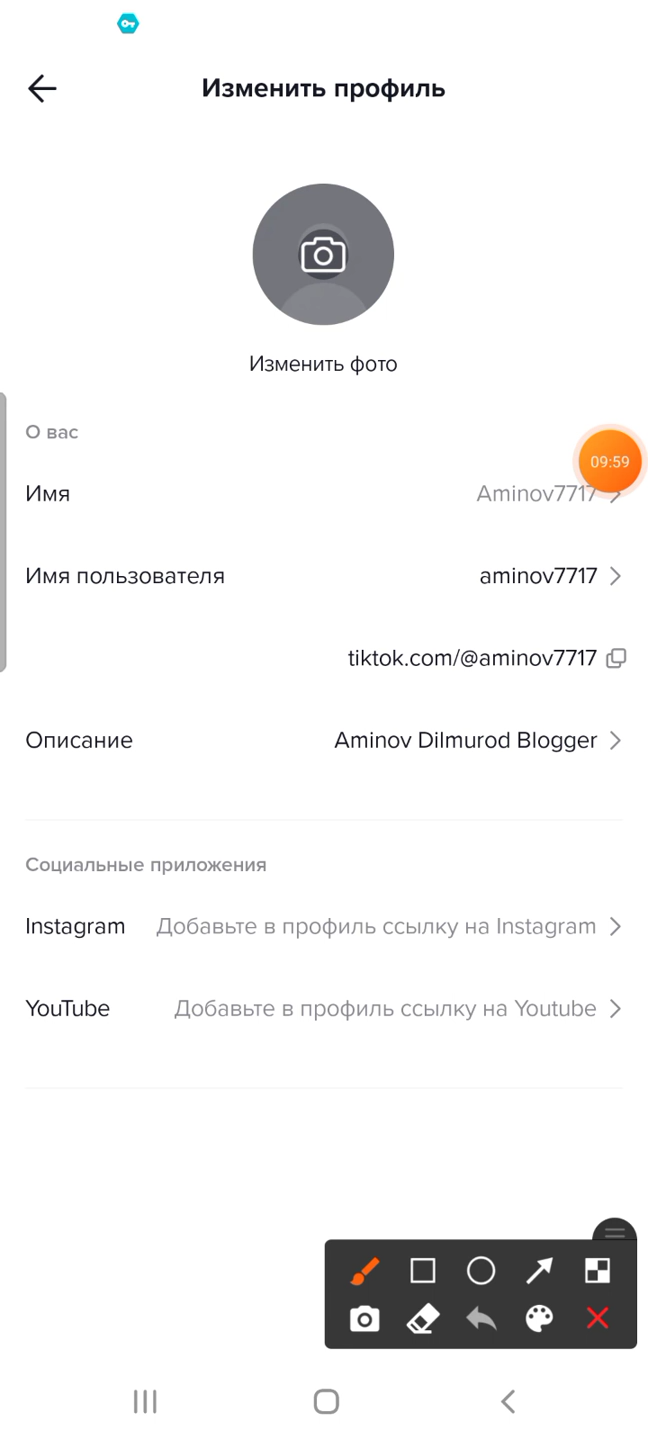 Изменить профиль
Изменить фото
О вас
09:59
Имя Aminov7717
Имя пользователя aminov7717
tiktok.com/@aminov7717
Описание Aminov Dilmurod Blogger
Социальные приложения
Instagram Добавьте в профиль ссылку на Instagram
YouTube Добавьте в профиль ссылку на Youtube